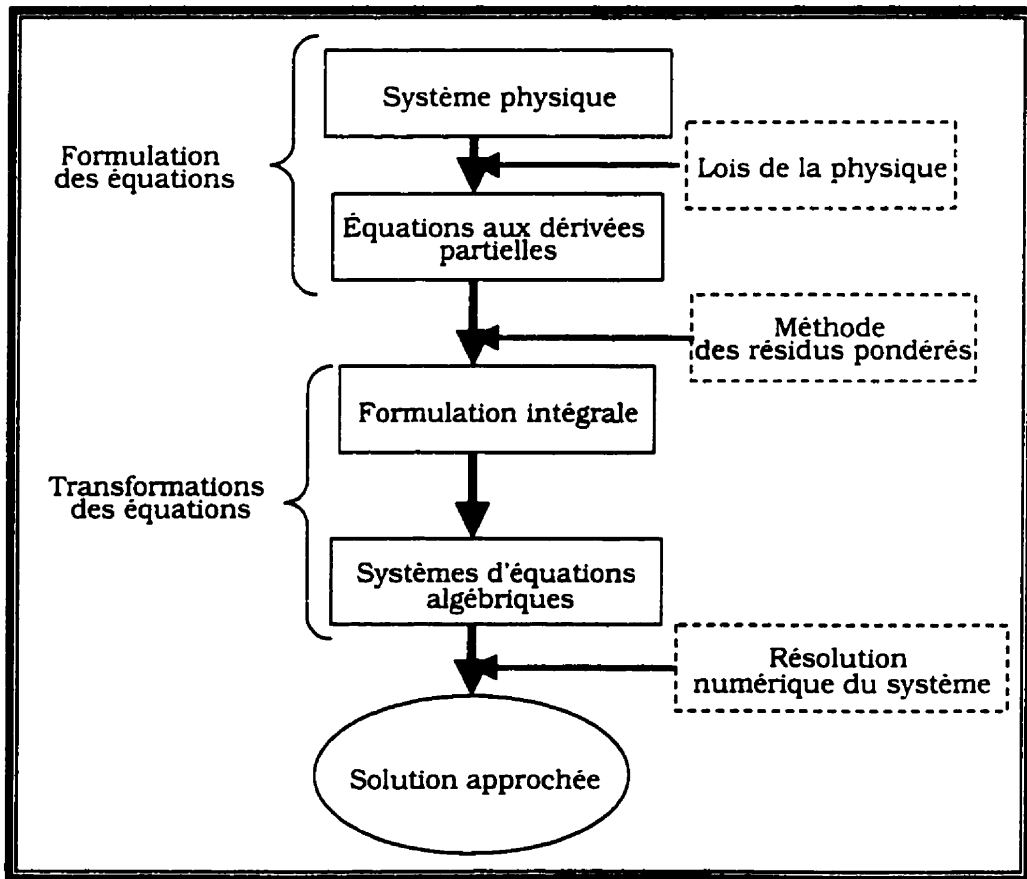 Système physique
Formulation
des équations
Lois de la physique
Équations aux dérivées
partielles
Méthode
des résidus pondérés
Formulation intégrale
Transformations
des équations
Systèmes d'équations
algébriques
Résolution
numérique du système
Solution approchée